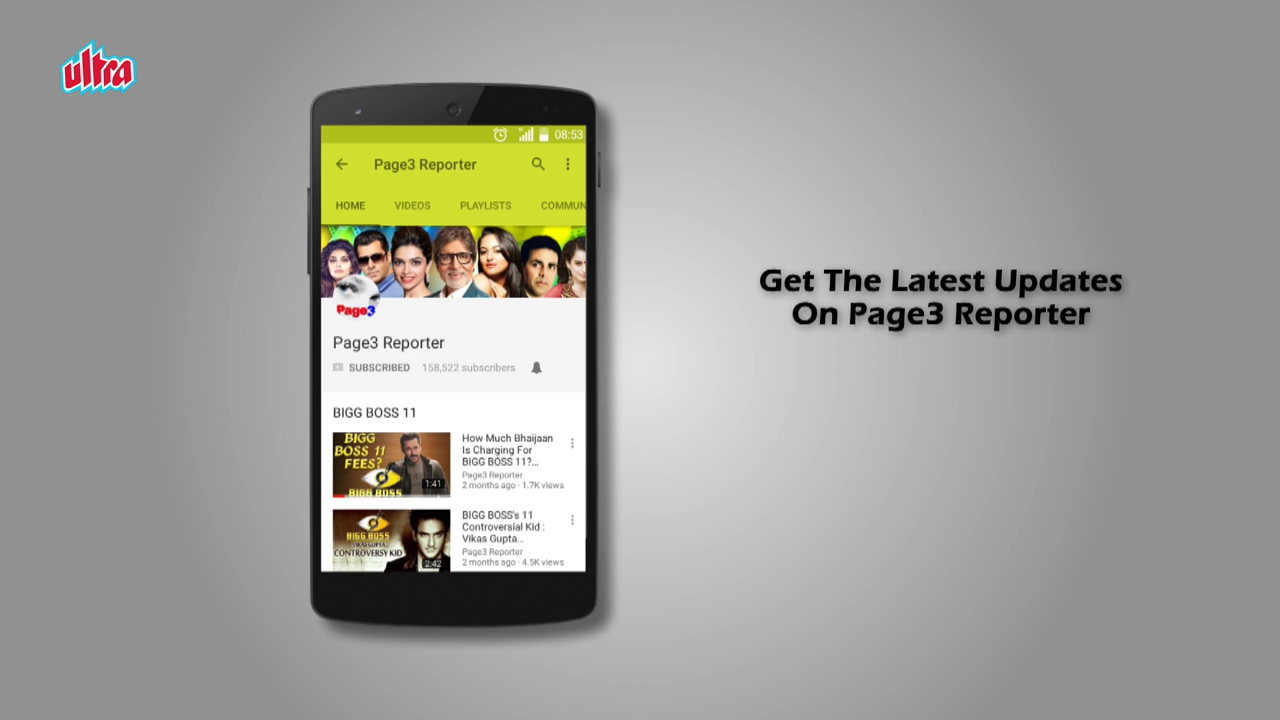 ultra
08:53
Page3 Reporter
HOME VIDEOS PLAYLISTS COMMUN
Page3
Page3 Reporter
SUBSCRIBED 158,522 subscribers
BIGG BOSS 11
BIGG
BOSS 11
FEES?
BIGG BOSS
1:41
How Much Bhaijaan
Is Charging For
BIGG BOSS 11?...
Page3 Reporter
2 months ago · 1.7K views
BIGG BOSS
VIKAS GUPTA
CONTROVERSY KID
2:42
BIGG BOSS's 11
Controversial Kid :
Vikas Gupta...
Page3 Reporter
2 months ago · 4.5K views
Get The Latest Updates
On Page3 Reporter